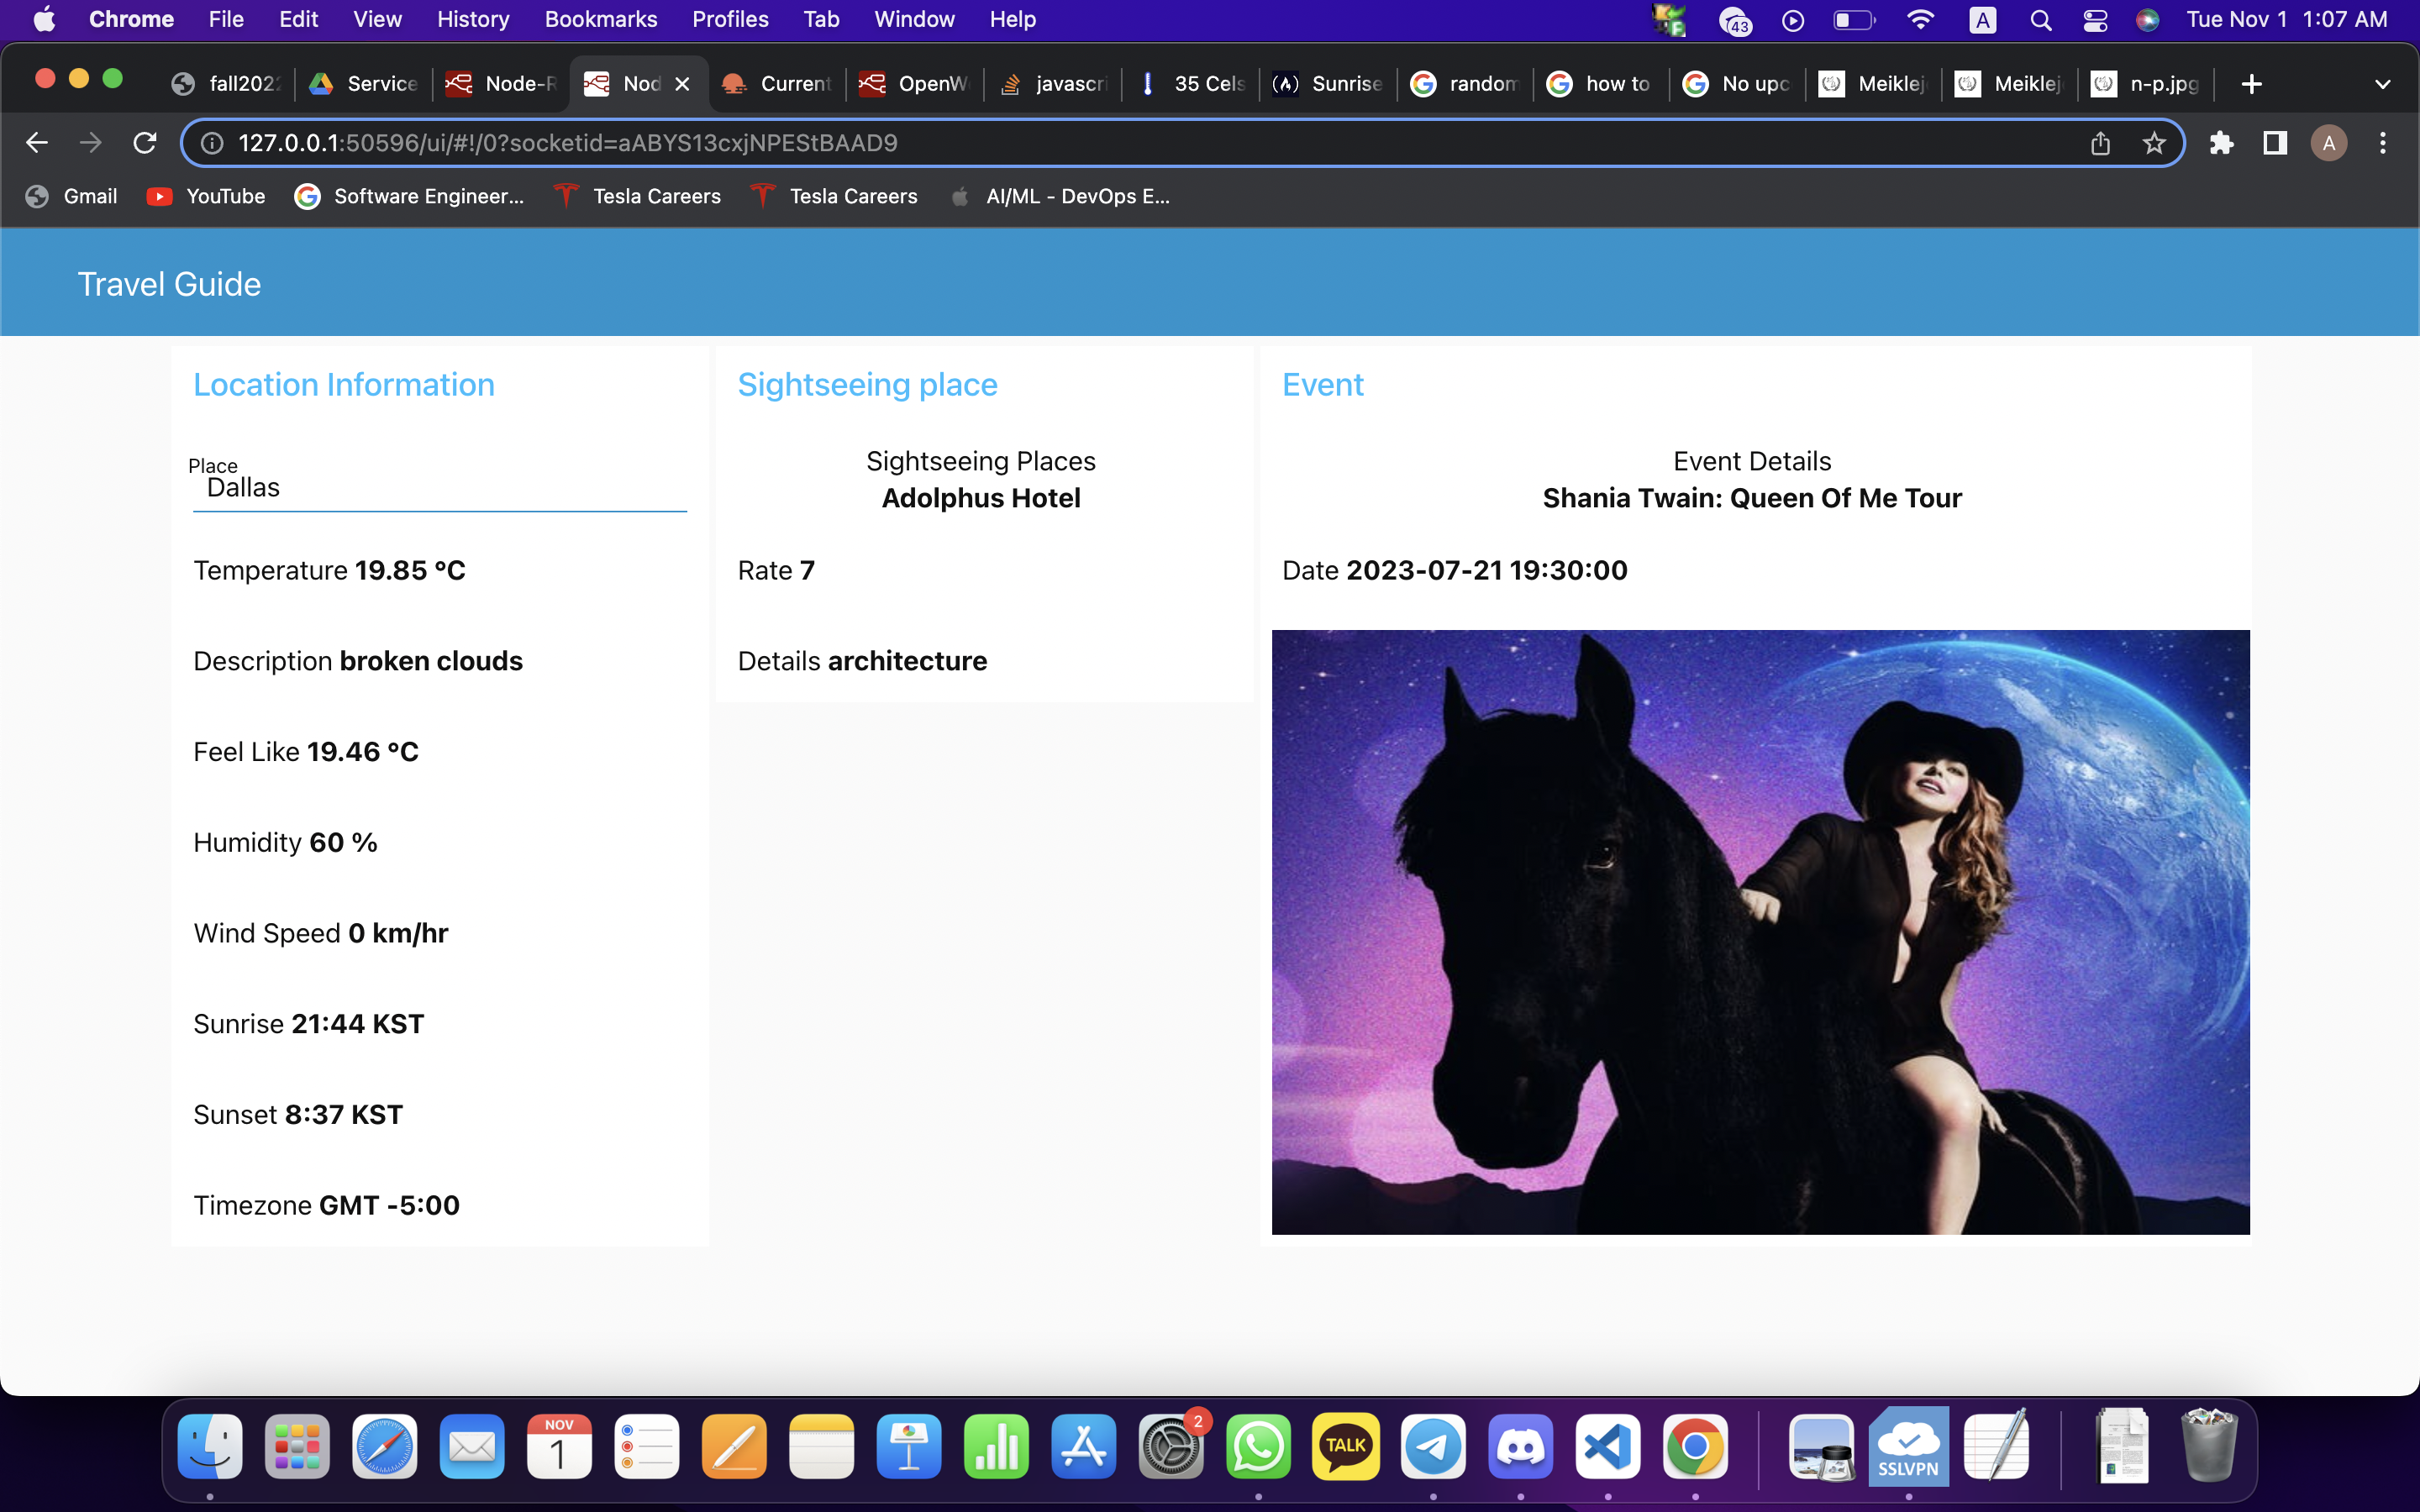 Chrome File Edit View History Bookmarks Profiles Tab Window Help 43 A Tue Nov 1 1:07 AM
fall202 Service Node-R Nod Current OpenW javascri 35 Cels Sunrise random how to No upc Meiklej Meiklej n-p.jpg
127.0.0.1:50596/ui/#!/0?socketid=aABYS13cxjNPEStBAAD9 A
Gmail YouTube Software Engineer... Tesla Careers Tesla Careers AI/ML - DevOps E...
Travel Guide
Location Information
Place
Dallas
Temperature 19.85 °C
Description broken clouds
Feel Like 19.46 °C
Humidity 60 %
Wind Speed 0 km/hr
Sunrise 21:44 KST
Sunset 8:37 KST
Timezone GMT -5:00
Sightseeing place
Sightseeing Places
Adolphus Hotel
Rate 7
Details architecture
Event
Event Details
Shania Twain: Queen Of Me Tour
Date 2023-07-21 19:30:00
NOV
1
2
TALK
SSLVPN